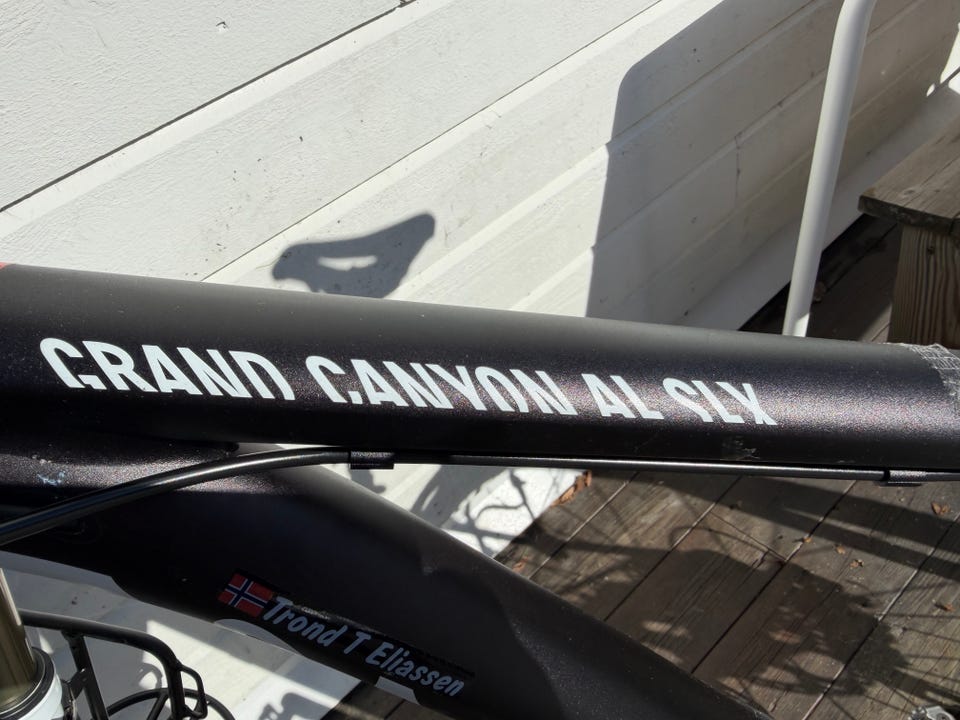 GRAND CANYON AL SLX
Trond T Eliassen